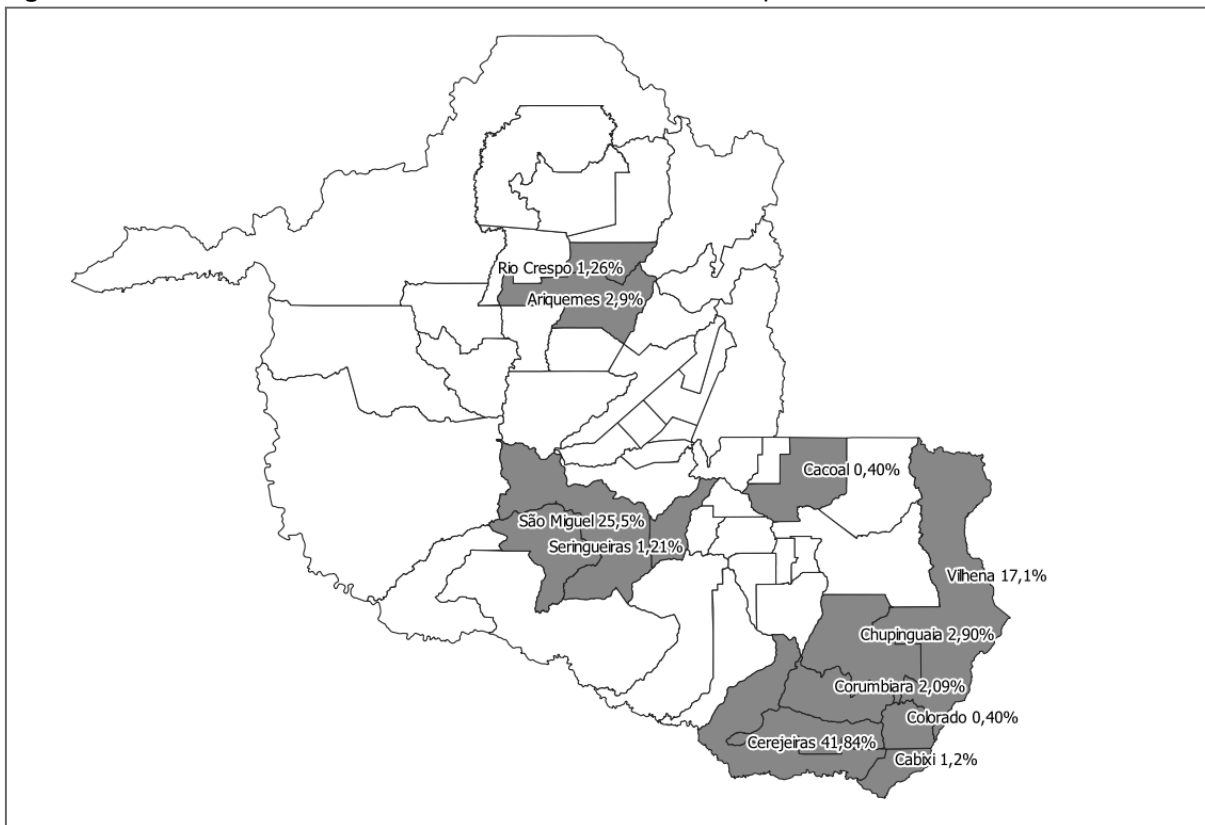 Rio Crespo 1,26%
Ariquemes 2,9%
Cacoal 0,40%
São Miguel 25,5%
Seringueiras 1,21%
Vilhena 17,1%
Chupinguaia 2,90%
Corumbiara 2,09%
Colorado 0,40%
Cerejeiras 41,84%
Cabixi 1,2%